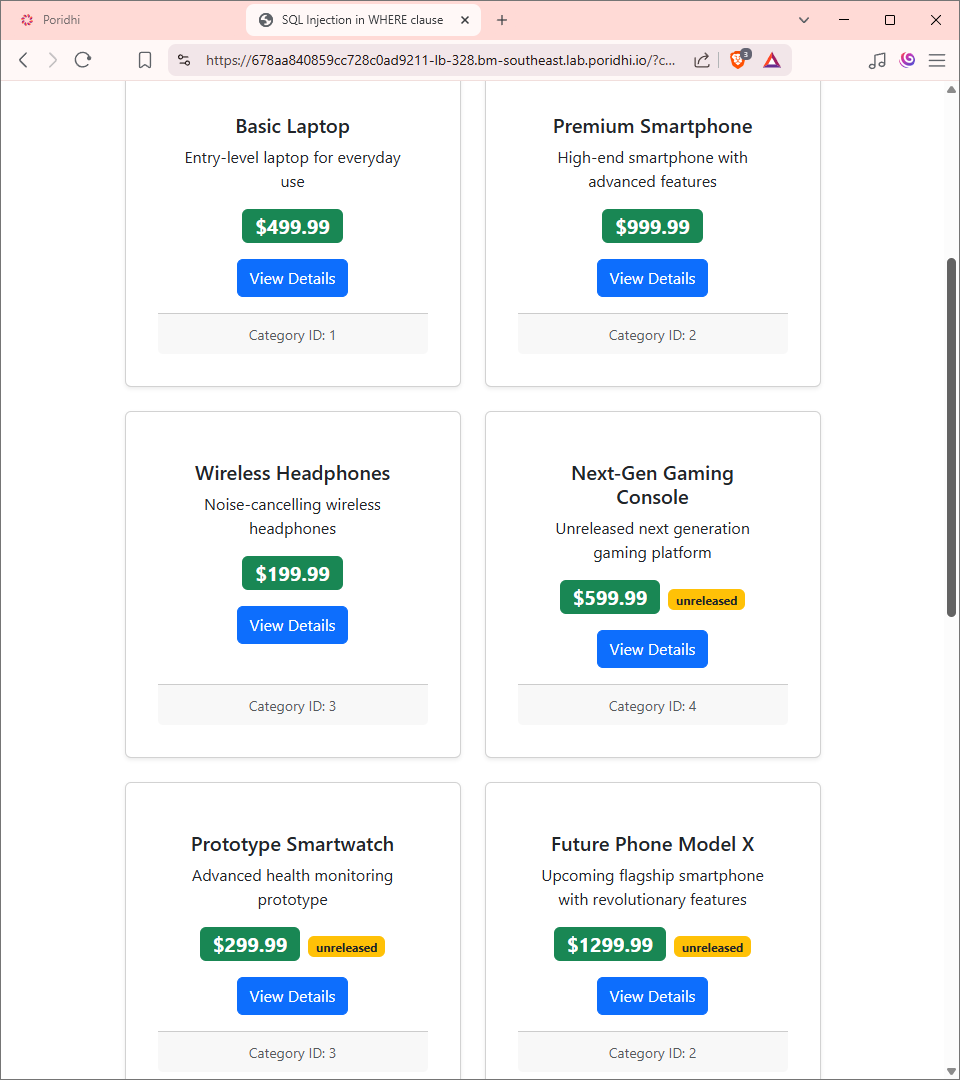 Poridhi
SQL Injection in WHERE clause
https://678aa840859cc728c0ad9211-lb-328.bm-southeast.lab.poridhi.io/?c...
3
Basic Laptop
Entry-level laptop for everyday
use
$499.99
View Details
Category ID: 1
Premium Smartphone
High-end smartphone with
advanced features
$999.99
View Details
Category ID: 2
Wireless Headphones
Noise-cancelling wireless
headphones
$199.99
View Details
Category ID: 3
Next-Gen Gaming
Console
Unreleased next generation
gaming platform
$599.99 unreleased
View Details
Category ID: 4
Prototype Smartwatch
Advanced health monitoring
prototype
$299.99 unreleased
View Details
Category ID: 3
Future Phone Model X
Upcoming flagship smartphone
with revolutionary features
$1299.99 unreleased
View Details
Category ID: 2